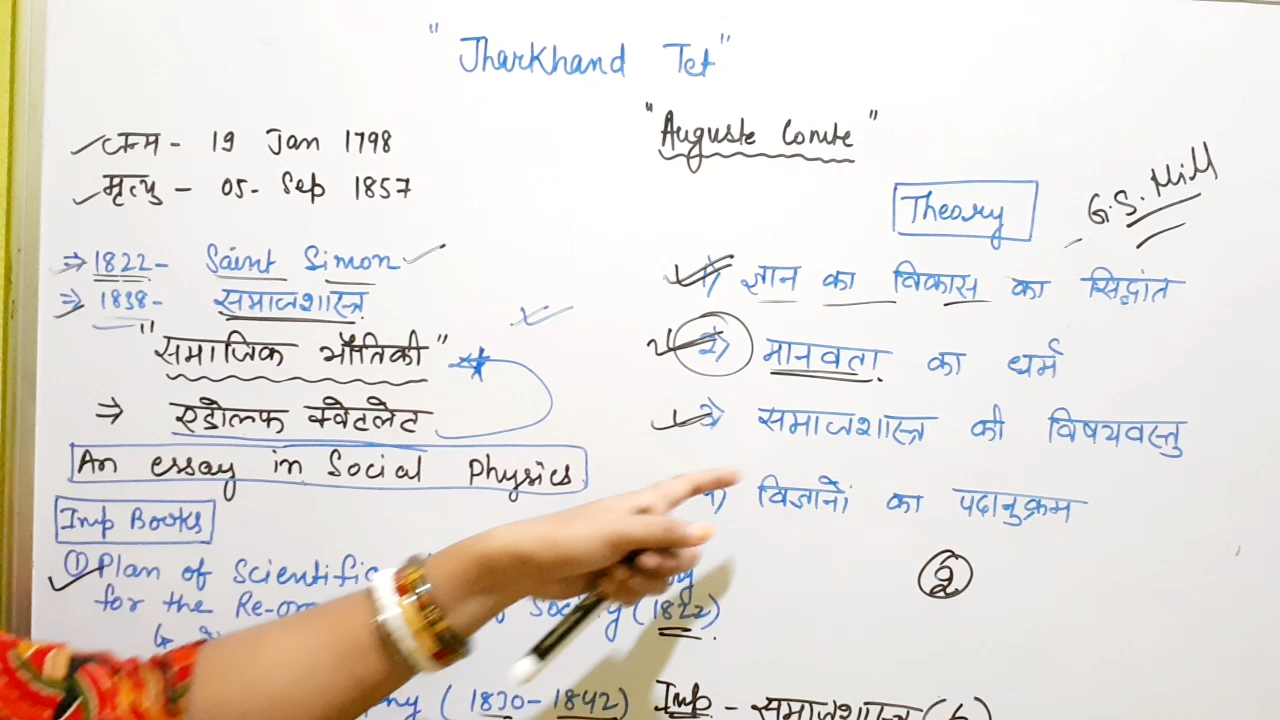 "Jharkhand Tet"
"Auguste Comte"
जन्म - 19 Jan 1798
मृत्यु - 05 - Sep 1857
⇒ 1822 - Saint Simon
⇒ 1838 - समाजशास्त्र
"समाजिक भौतिकी"
⇒ एडोल्फ क्वेटलेट
An essay in Social Physics
Imp Books
① Plan of Scientific
for the Re-or Society (1822)
(1830-1842) Imp - समाजशास्त्र (6)
Theory
G.S. Mill
1) ज्ञान का विकास का सिद्धांत
2) मानवता का धर्म
3) समाजशास्त्र की विषयवस्तु
विज्ञानों का पदानुक्रम
②